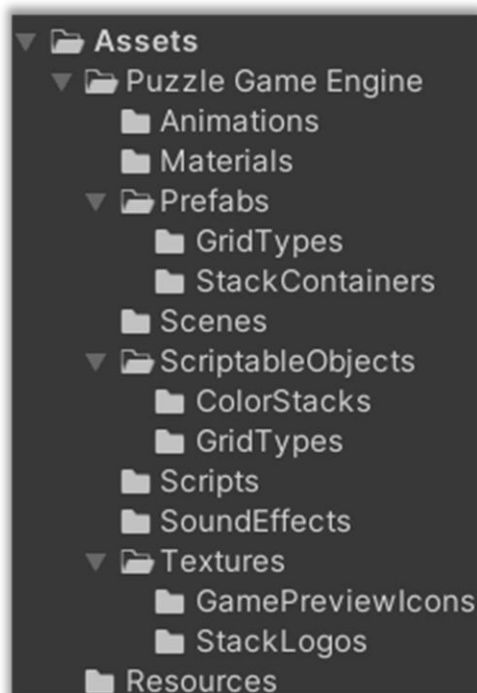 Assets
Puzzle Game Engine
Animations
Materials
Prefabs
GridTypes
StackContainers
Scenes
ScriptableObjects
ColorStacks
GridTypes
Scripts
SoundEffects
Textures
GamePreviewIcons
StackLogos
Resources